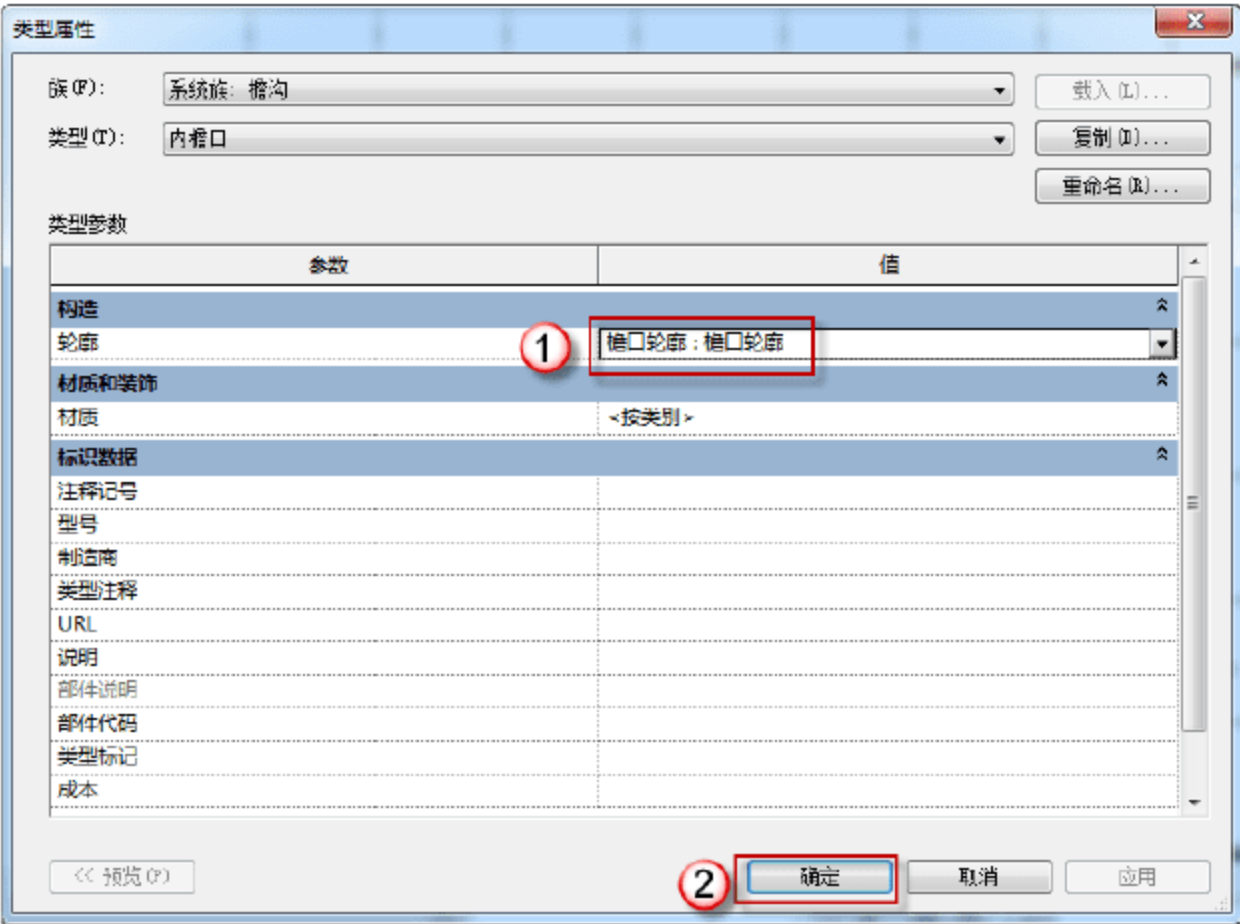 类型属性
族(F): 系统族: 檐沟 载入(L)...
类型(T): 内檐口 复制(D)...
重命名(R)...
类型参数
参数 值
构造
轮廓 檐口轮廓 : 檐口轮廓
1
材质和装饰
材质 <按类别>
标识数据
注释记号
型号
制造商
类型注释
URL
说明
部件说明
部件代码
类型标记
成本
<< 预览(P) 2 确定 取消 应用